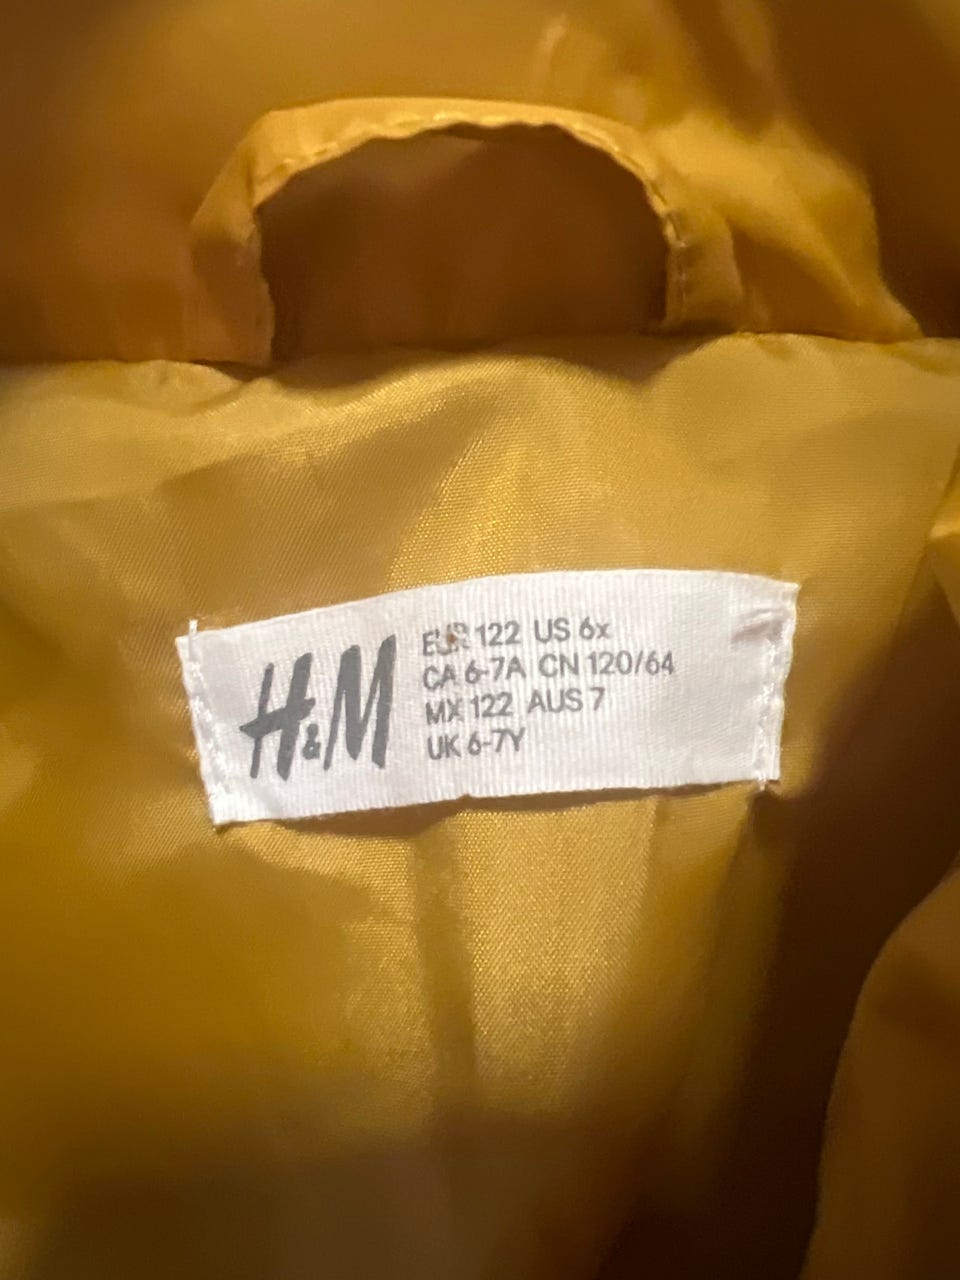 H&M
EUR 122 US 6x
CA 6-7A CN 120/64
MX 122 AUS 7
UK 6-7Y